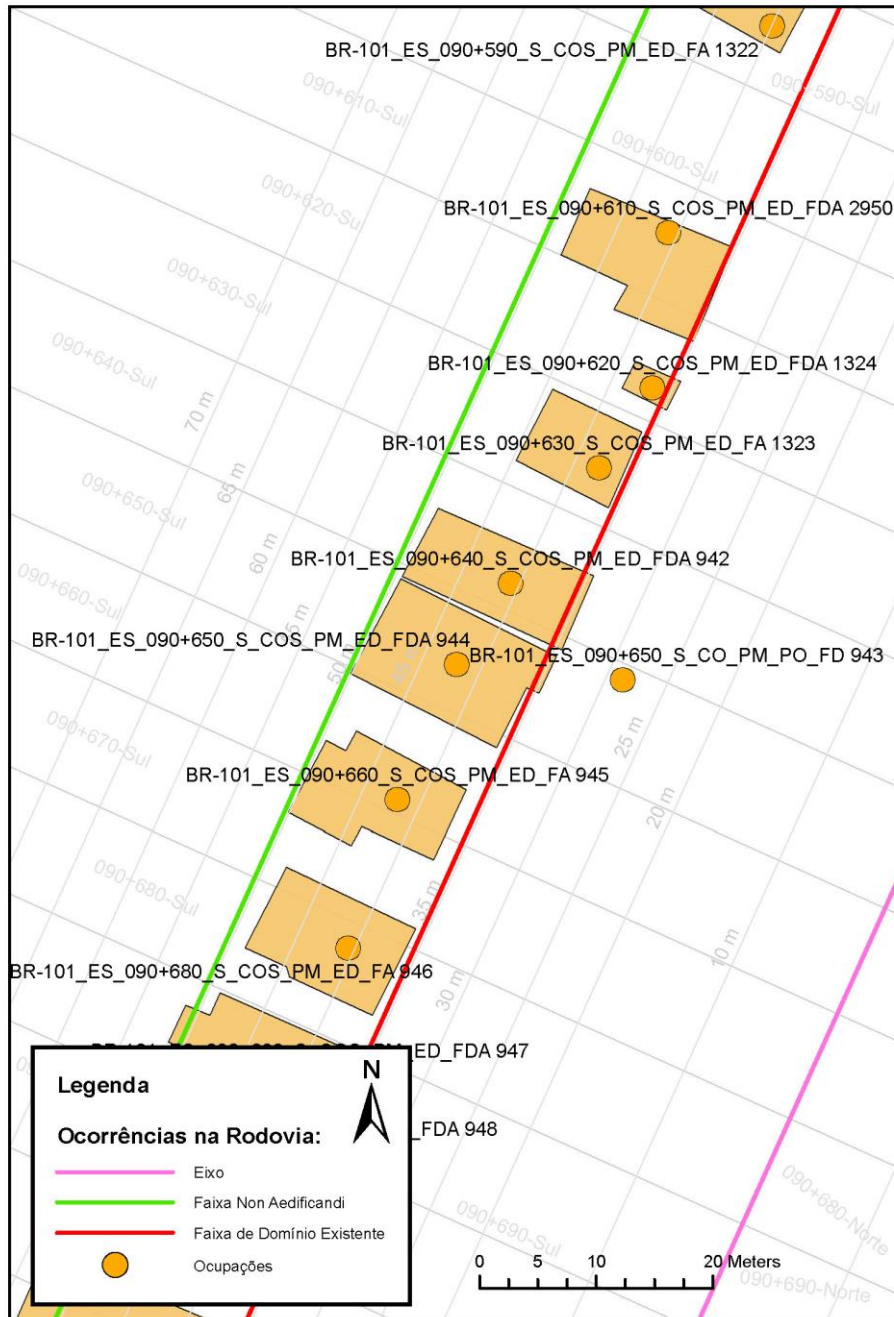 BR-101_ES_090+590_S_COS_PM_ED_FA 1322
090+590-Sul
090+610-Sul
090+600-Sul
090+620-Su
BR-101_ES_090+610_S_COS_PM_ED_FDA 2950
090+630-Sul
090+640-Sul
BR-101_ES_090+620_S_COS_PM_ED_FDA 1324
70 m
BR-101_ES_090+630_S_COS_PM_ED_FA 1323
65 m
090+650-Sul
60 m
BR-101_ES_090+640_S_COS_PM_ED_FDA 942
090+660-Sul
BR-101_ES_090+650_S_COS_PM_ED_FDA 944
BR-101_ES_090+650_S_CO_PM_PO_FD 943
50 m
25 m
090+670-Sul
BR-101_ES_090+660_S_COS_PM_ED_FA 945
20 m
090+680-Sul
35 m
10 m
BR-101_ES_090+680_S_COS_PM_ED_FA 946
30 m
ED_FDA 947
_FDA 948
N
Legenda
Ocorrências na Rodovia:
Eixo
Faixa Non Aedificandi
Faixa de Domínio Existente
Ocupações
090+680-Norte
090+690-Sul
0 5 10 20 Meters
090+690-Norte